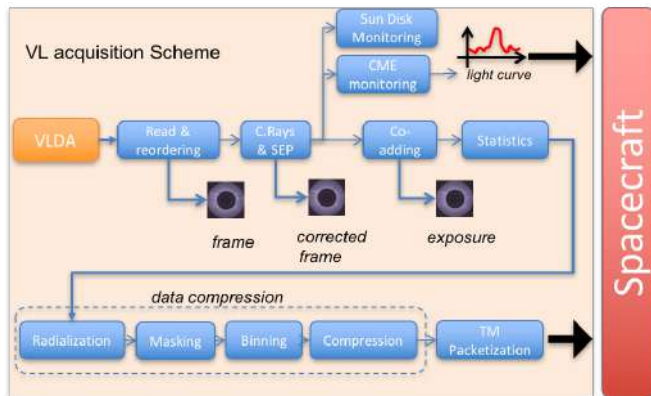 VL acquisition Scheme
Sun Disk
Monitoring
CME
monitoring
light curve
VLDA
Read &
reordering
C.Rays
& SEP
Co-
adding
Statistics
frame
corrected
frame
exposure
data compression
Radialization
Masking
Binning
Compression
TM
Packetization
Spacecraft